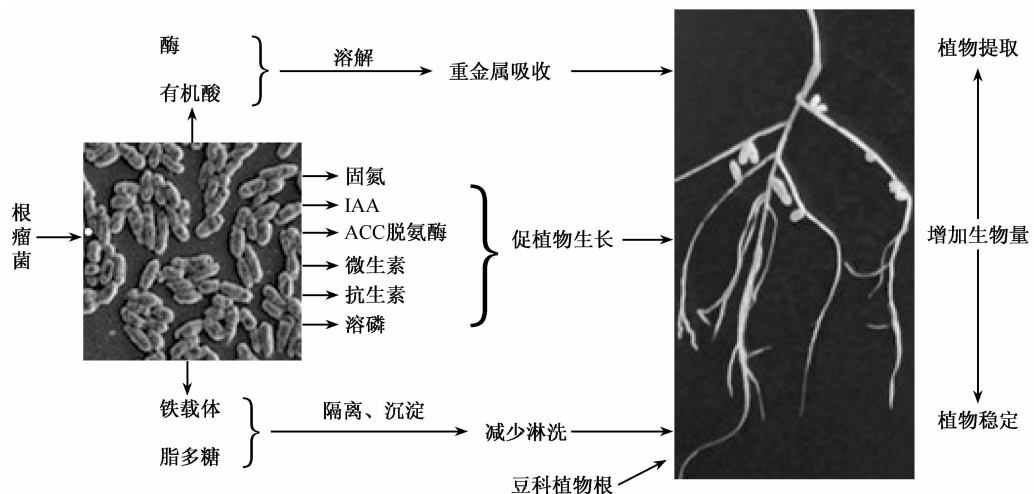 酶
有机酸
溶解
重金属吸收
植物提取
根瘤菌
固氮
IAA
ACC脱氨酶
微生素
抗生素
溶磷
促植物生长
增加生物量
铁载体
脂多糖
隔离、沉淀
减少淋洗
植物稳定
豆科植物根